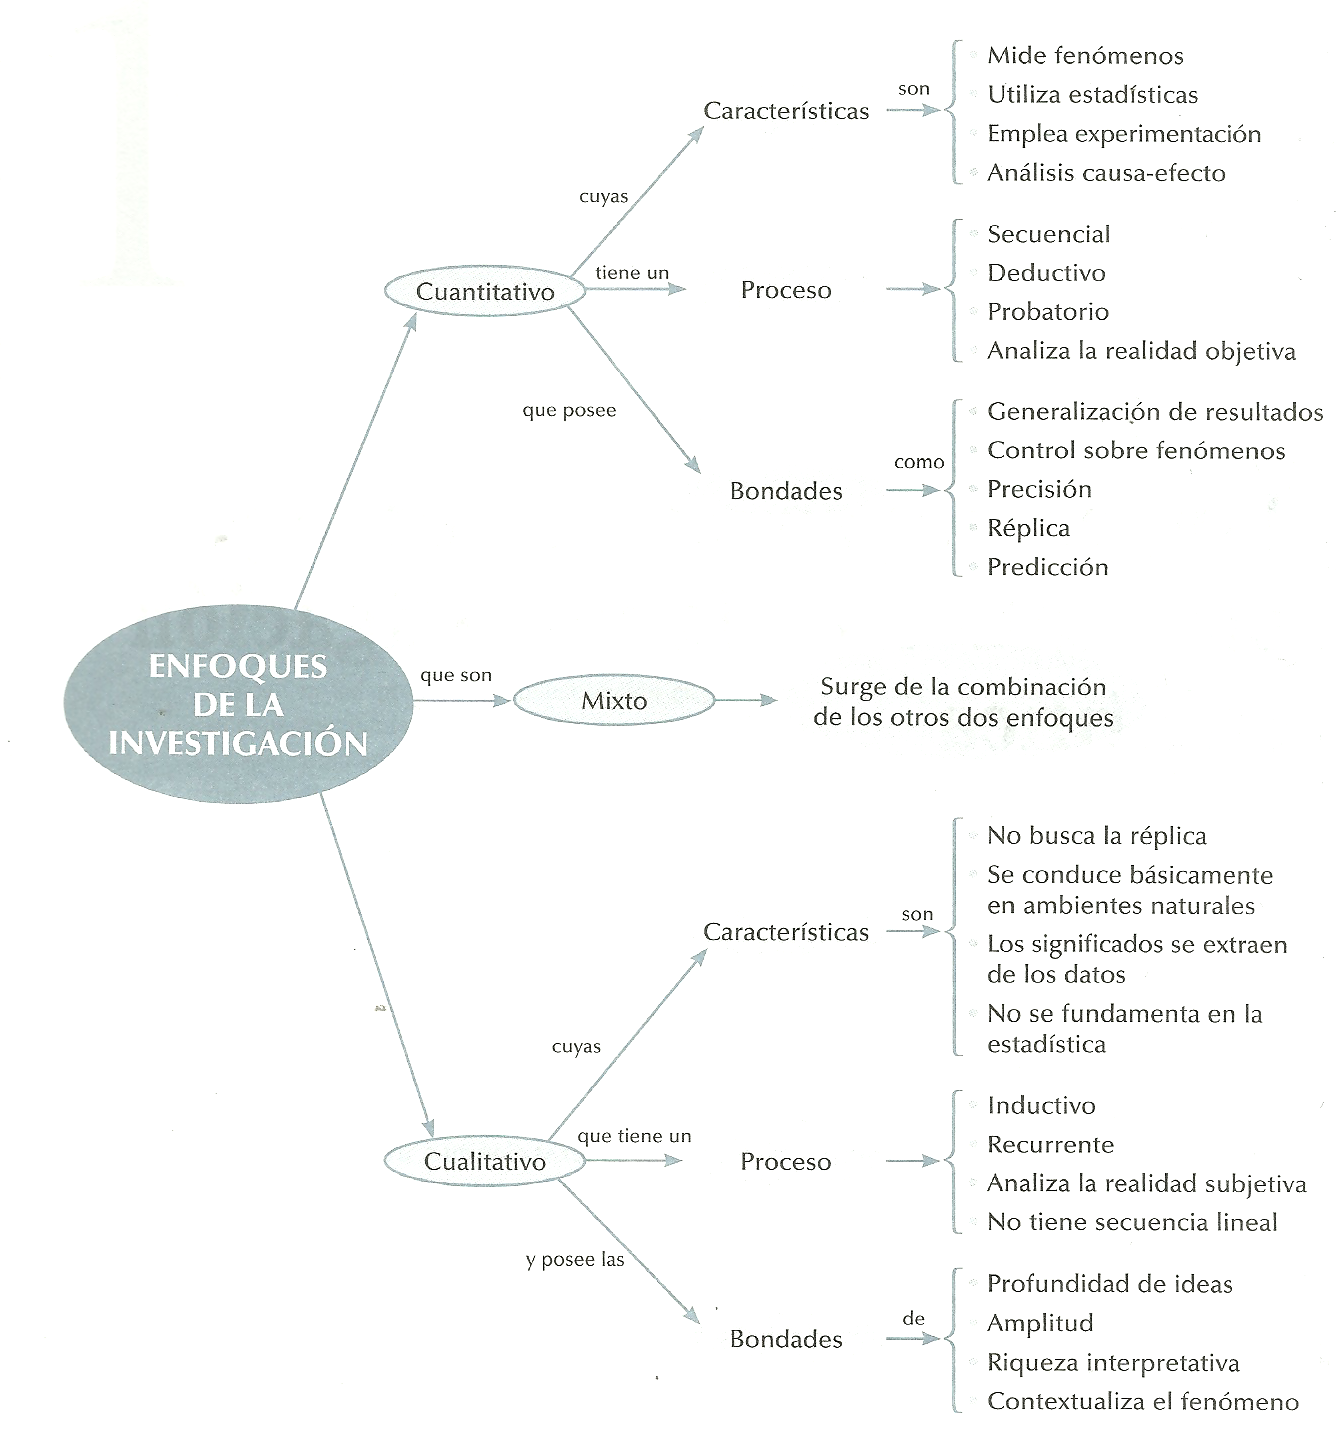 cuyas
Características
son
Mide fenómenos
Utiliza estadísticas
Emplea experimentación
Análisis causa-efecto
Cuantitativo
tiene un
Proceso
Secuencial
Deductivo
Probatorio
Analiza la realidad objetiva
que posee
Bondades
como
Generalización de resultados
Control sobre fenómenos
Precisión
Réplica
Predicción
ENFOQUES
DE LA
INVESTIGACIÓN
que son
Mixto
Surge de la combinación
de los otros dos enfoques
cuyas
Características
son
No busca la réplica
Se conduce básicamente
en ambientes naturales
Los significados se extraen
de los datos
No se fundamenta en la
estadística
Cualitativo
que tiene un
Proceso
Inductivo
Recurrente
Analiza la realidad subjetiva
No tiene secuencia lineal
y posee las
Bondades
de
Profundidad de ideas
Amplitud
Riqueza interpretativa
Contextualiza el fenómeno